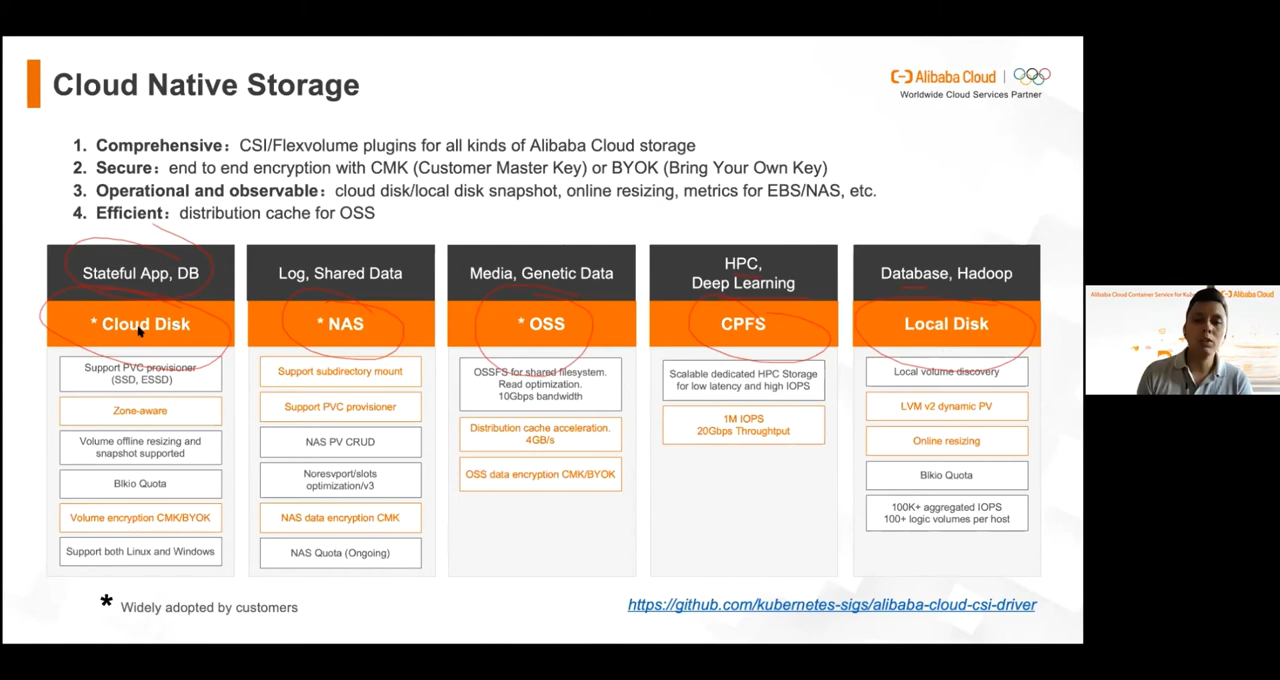 Cloud Native Storage
Alibaba Cloud
Worldwide Cloud Services Partner
1. Comprehensive: CSI/Flexvolume plugins for all kinds of Alibaba Cloud storage
2. Secure: end to end encryption with CMK (Customer Master Key) or BYOK (Bring Your Own Key)
3. Operational and observable: cloud disk/local disk snapshot, online resizing, metrics for EBS/NAS, etc.
4. Efficient: distribution cache for OSS
Stateful App, DB
* Cloud Disk
Support PVC provisioner
(SSD, ESSD)
Zone-aware
Volume offline resizing and
snapshot supported
Blkio Quota
Volume encryption CMK/BYOK
Support both Linux and Windows
Log, Shared Data
* NAS
Support subdirectory mount
Support PVC provisioner
NAS PV CRUD
Noresvport/slots
optimization/v3
NAS data encryption CMK
NAS Quota (Ongoing)
Media, Genetic Data
* OSS
OSSFS for shared filesystem.
Read optimization.
10Gbps bandwidth
Distribution cache acceleration.
4GB/s
OSS data encryption CMK/BYOK
HPC,
Deep Learning
CPFS
Scalable dedicated HPC Storage
for low latency and high IOPS
1M IOPS
20Gbps Throughtput
Database, Hadoop
Local Disk
Local volume discovery
LVM v2 dynamic PV
Online resizing
Blkio Quota
100K+ aggregated IOPS
100+ logic volumes per host
* Widely adopted by customers
https://github.com/kubernetes-sigs/alibaba-cloud-csi-driver
Alibaba Cloud Container Service for Kub
Alibaba Cloud